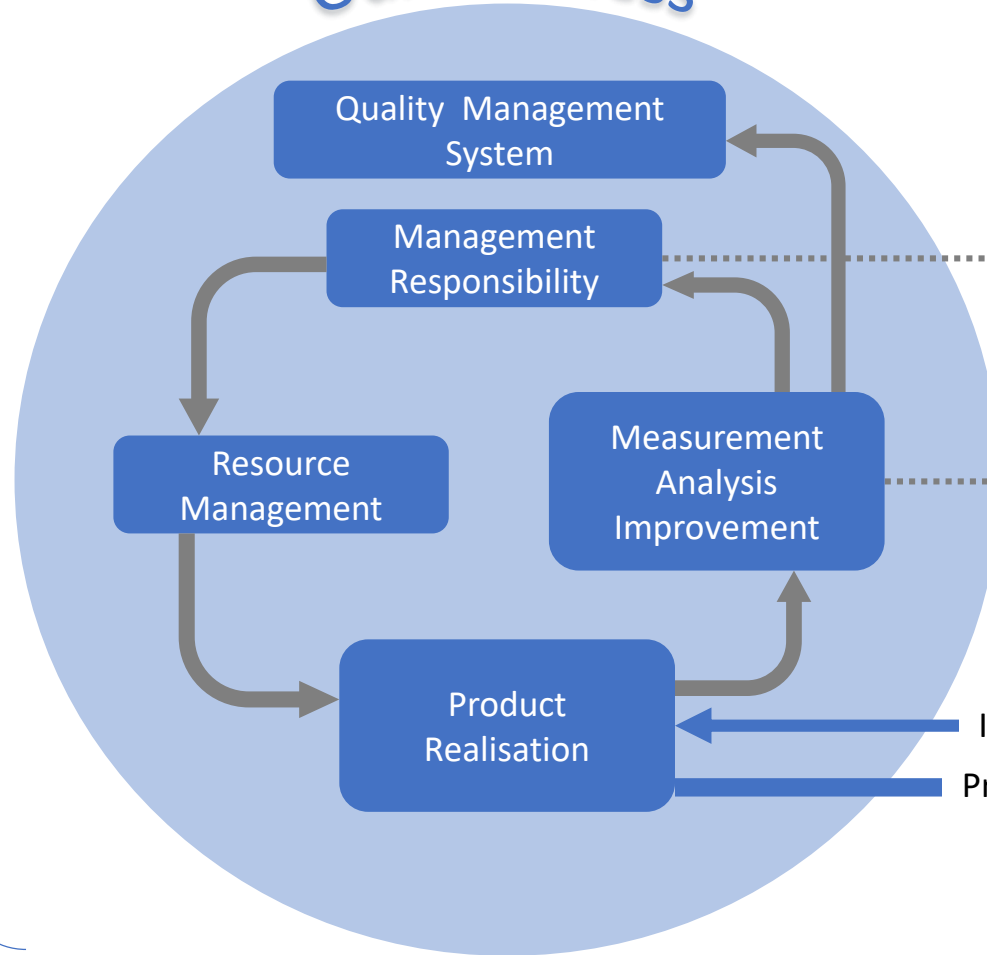 Quality Management
System
Management
Responsibility
Resource
Management
Measurement
Analysis
Improvement
Product
Realisation